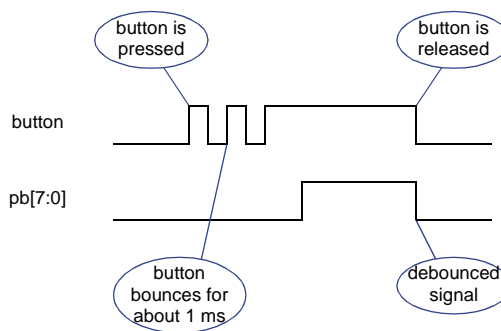 button is
pressed
button is
released
button
pb[7:0]
button
bounces for
about 1 ms
debounced
signal